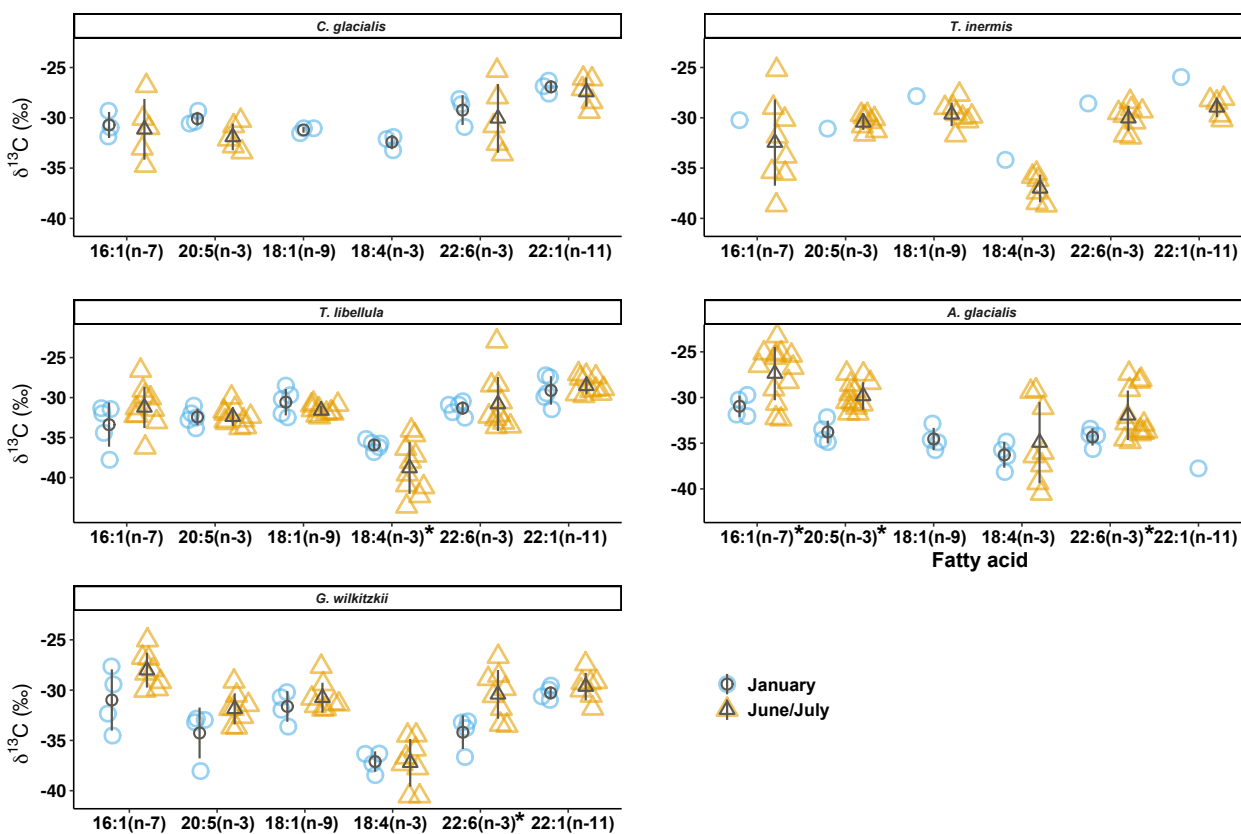 C. glacialis
T. inermis
-25
-30
-35
-40
δ13C (‰)
16:1(n-7) 20:5(n-3) 18:1(n-9) 18:4(n-3) 22:6(n-3) 22:1(n-11)
-25
-30
-35
-40
16:1(n-7) 20:5(n-3) 18:1(n-9) 18:4(n-3) 22:6(n-3) 22:1(n-11)
T. libellula
A. glacialis
-25
-30
-35
-40
δ13C (‰)
16:1(n-7) 20:5(n-3) 18:1(n-9) 18:4(n-3)* 22:6(n-3) 22:1(n-11)
-25
-30
-35
-40
16:1(n-7)* 20:5(n-3)* 18:1(n-9) 18:4(n-3) 22:6(n-3)* 22:1(n-11)
Fatty acid
G. wilkitzkii
-25
-30
-35
-40
δ13C (‰)
16:1(n-7) 20:5(n-3) 18:1(n-9) 18:4(n-3) 22:6(n-3)* 22:1(n-11)
January
June/July